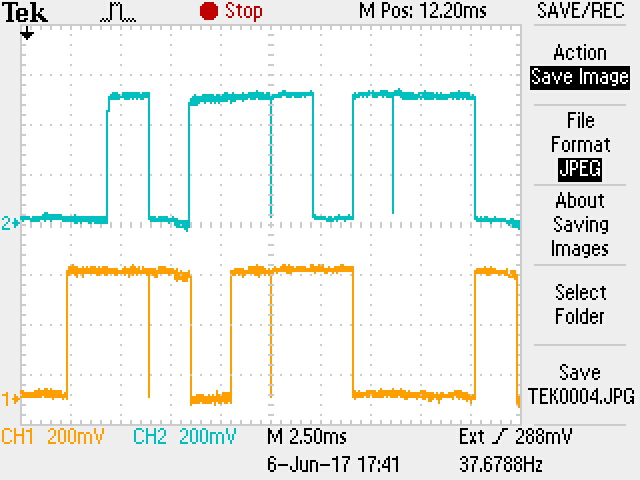 Tek Stop M Pos: 12.20ms SAVE/REC
Action
Save Image
File
Format
JPEG
About
Saving
Images
Select
Folder
Save
TEK0004.JPG
2
1
CH1 200mV CH2 200mV M 2.50ms Ext 288mV
6-Jun-17 17:41 37.6788Hz